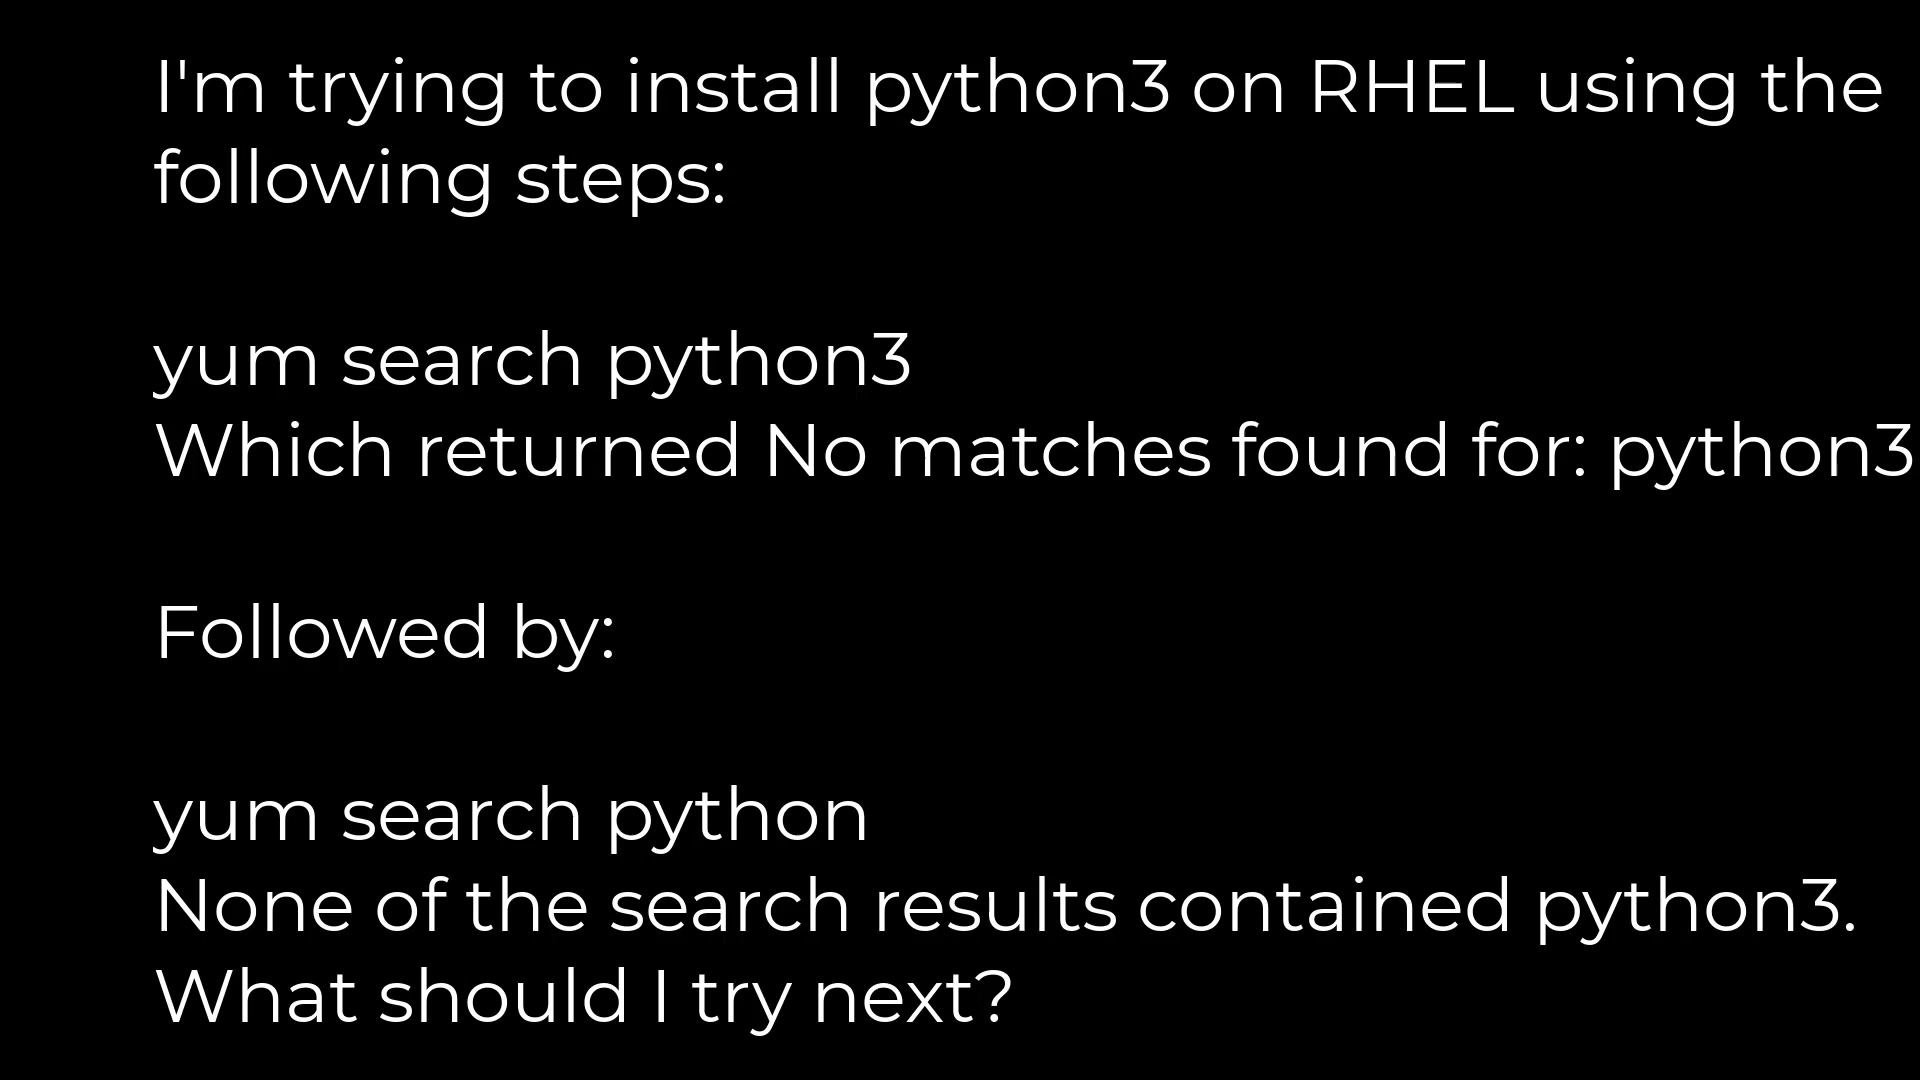 I'm trying to install python3 on RHEL using the
following steps:
yum search python3
Which returned No matches found for: python3
Followed by:
yum search python
None of the search results contained python3.
What should I try next?